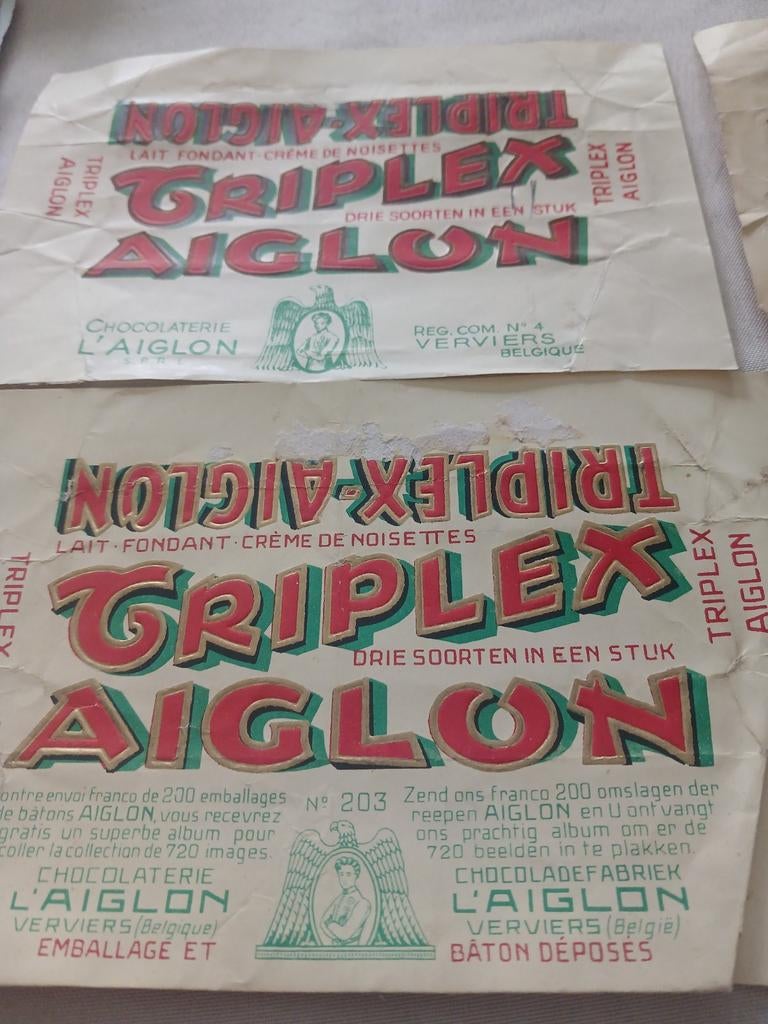 TRIPLEX-AIGLON
LAIT FONDANT·CRÈME DE NOISETTES
TRIPLEX
AIGLON
TRIPLEX
DRIE SOORTEN IN EEN STUK
AIGLON
TRIPLEX
AIGLON
CHOCOLATERIE
L'AIGLON
S.P.R.L.
REG. COM. N° 4
VERVIERS
BELGIQUE
TRIPLEX-AIGLON
LAIT·FONDANT·CRÈME DE NOISETTES
TRIPLEX
TRIPLEX
DRIE SOORTEN IN EEN STUK
AIGLON
TRIPLEX
AIGLON
ontre envoi franco de 200 emballages
de bâtons AIGLON, vous recevrez
gratis un superbe album pour
coller la collection de 720 images.
CHOCOLATERIE
L'AIGLON
VERVIERS (Belgique)
EMBALLAGE ET
N° 203
Zend ons franco 200 omslagen der
reepen AIGLON en U ontvangt
ons prachtig album om er de
720 beelden in te plakken.
CHOCOLADEFABRIEK
L'AIGLON
VERVIERS (België)
BÂTON DÉPOSÉS